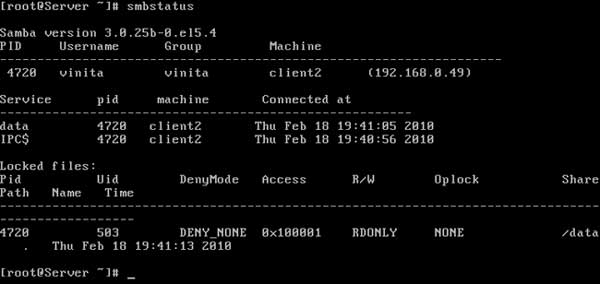 [root@Server ~]# smbstatus
Samba version 3.0.25b-0.el5.4
PID Username Group Machine
-------------------------------------------------------------------
4720 vinita vinita client2 (192.168.0.49)
Service pid machine Connected at
-------------------------------------------------------
data 4720 client2 Thu Feb 18 19:41:05 2010
IPC$ 4720 client2 Thu Feb 18 19:40:56 2010
Locked files:
Pid Uid DenyMode Access R/W Oplock Share
Path Name Time
--------------------------------------------------------------------------------
------------------
4720 503 DENY_NONE 0x100001 RDONLY NONE /data
. Thu Feb 18 19:41:13 2010
[root@Server ~]# _